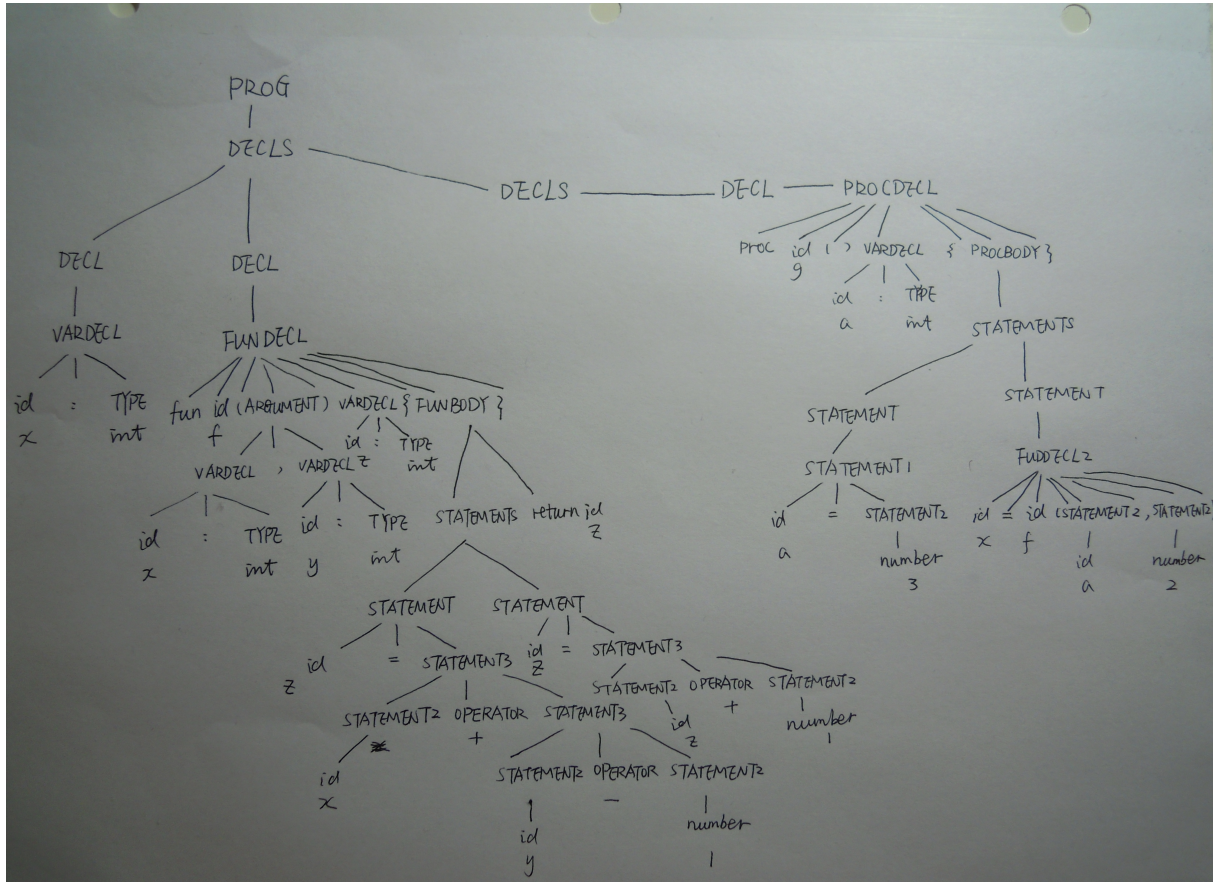 PROG
DECLS
DECLS DECL PROCDECL
PROC id ( ) VARDECL { PROCBODY }
g
DECL DECL
id : TYPE
a int
VARDECL FUNDECL STATEMENTS
id : TYPE fun id (ARGUMENT) VARDECL { FUNBODY } STATEMENT STATEMENT
x int f
id : TYPE
z int
VARDECL , VARDECL STATEMENT1 FUDDECL2
id : TYPE id : TYPE STATEMENTS return id id = STATEMENT2 id = id (STATEMENT2, STATEMENT2)
x int y int z a x f
number id number
3 a 2
STATEMENT STATEMENT
id = STATEMENT3 id = STATEMENT3
z z
STATEMENT2 OPERATOR STATEMENT2
+
id number
z 1
STATEMENT2 OPERATOR STATEMENT3
+
id STATEMENT2 OPERATOR STATEMENT2
x -
id number
y 1